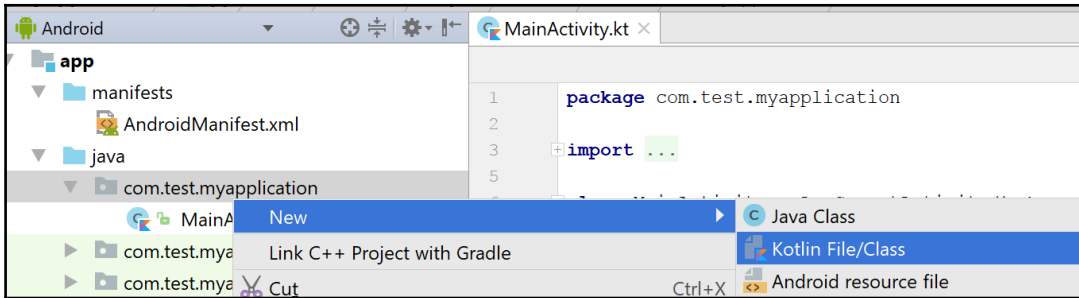 Android
MainActivity.kt
app
manifests
AndroidManifest.xml
java
com.test.myapplication
MainA
com.test.mya
com.test.mya
1 package com.test.myapplication
2
3 import ...
5
New
Link C++ Project with Gradle
Cut Ctrl+X
Java Class
Kotlin File/Class
Android resource file